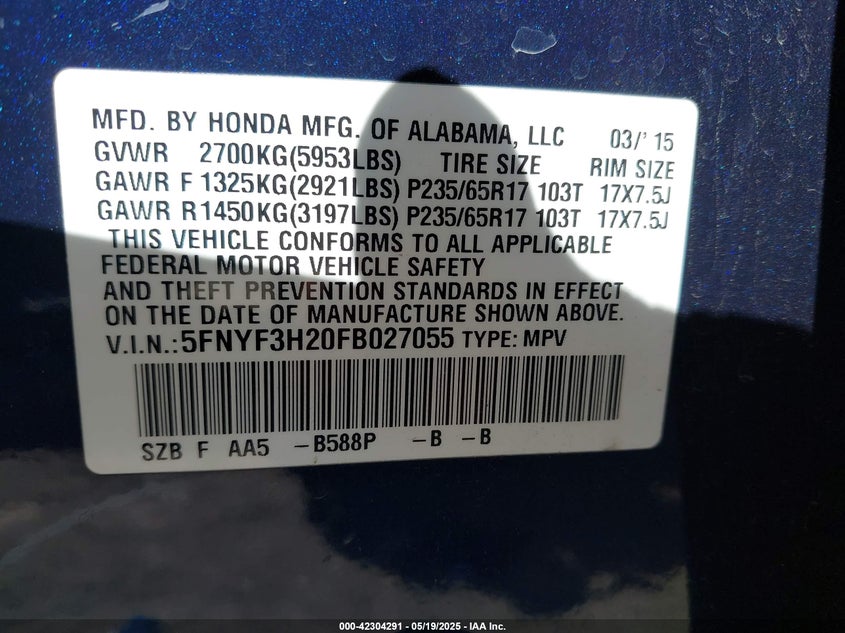 MFD. BY HONDA MFG. OF ALABAMA, LLC 03/' 15
GVWR 2700KG(5953LBS) TIRE SIZE RIM SIZE
GAWR F 1325KG(2921LBS) P235/65R17 103T 17X7.5J
GAWR R1450KG(3197LBS) P235/65R17 103T 17X7.5J
THIS VEHICLE CONFORMS TO ALL APPLICABLE
FEDERAL MOTOR VEHICLE SAFETY
AND THEFT PREVENTION STANDARDS IN EFFECT
ON THE DATE OF MANUFACTURE SHOWN ABOVE.
V.I.N.:5FNYF3H20FB027055 TYPE: MPV
SZB F AA5 –B588P –B –B
000-42304291 - 05/19/2025 - IAA Inc.